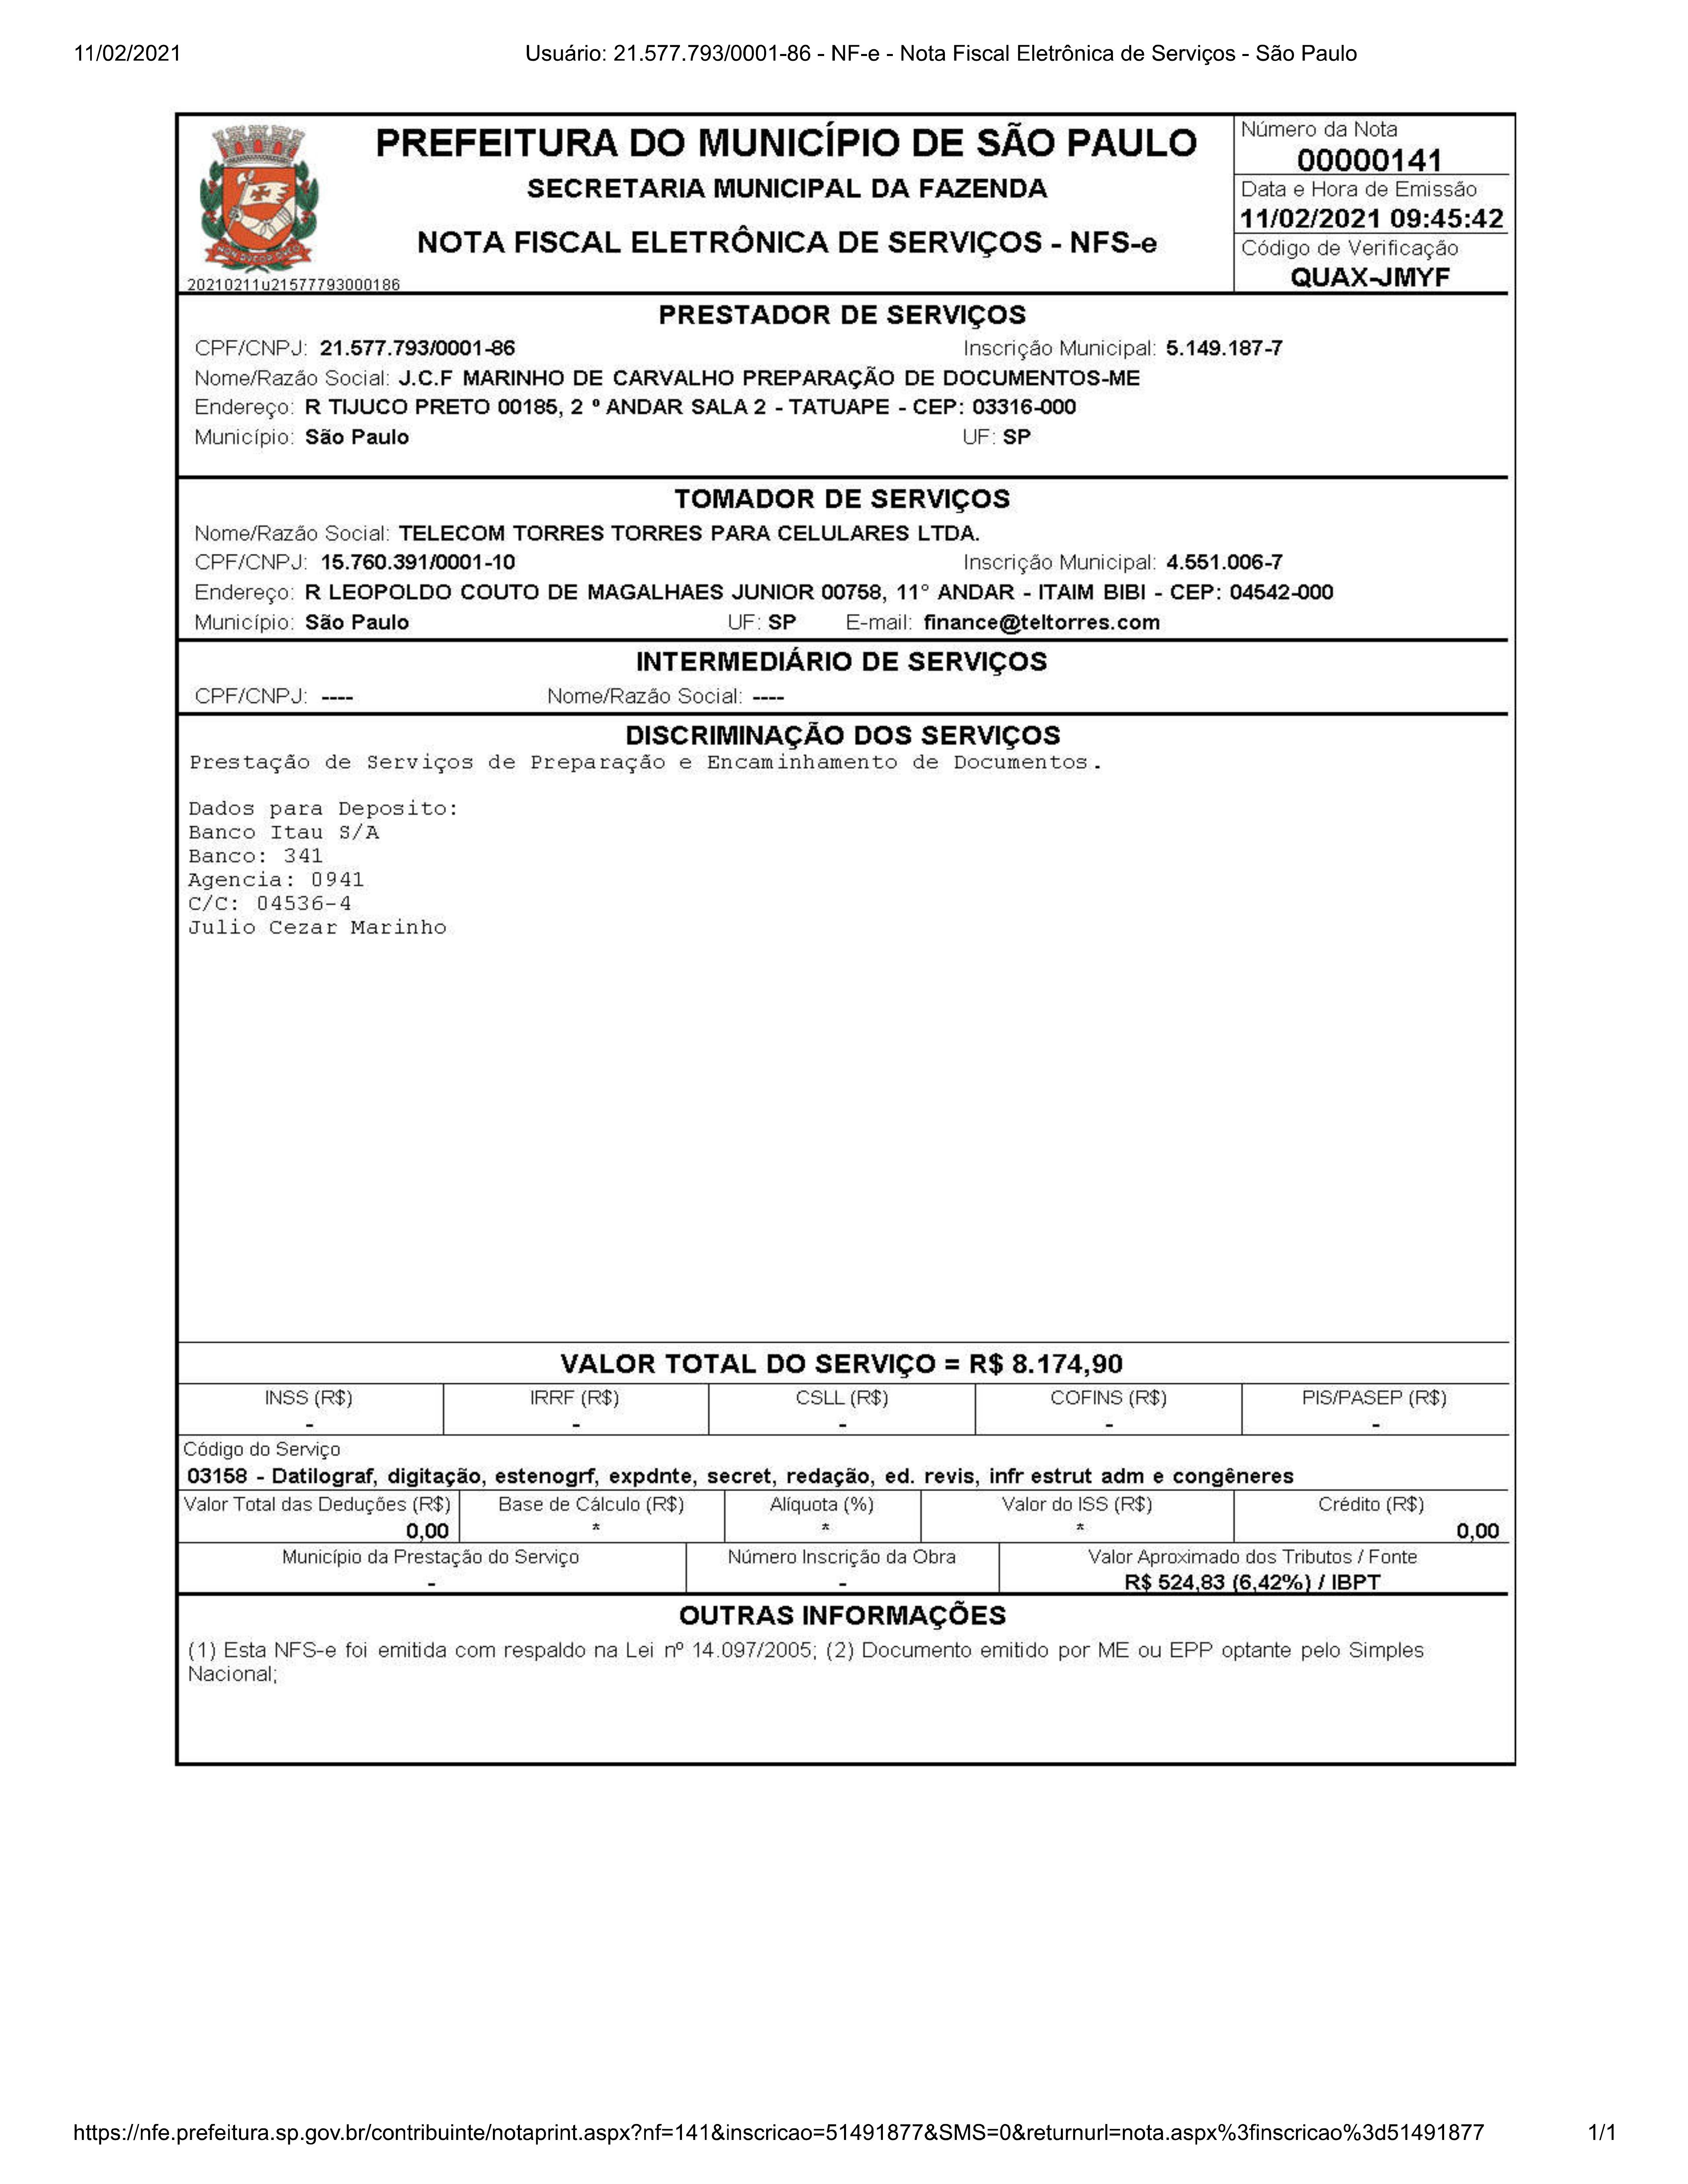 11/02/2021 Usuário: 21.577.793/0001-86 - NF-e - Nota Fiscal Eletrônica de Serviços - São Paulo
PREFEITURA DO MUNICÍPIO DE SÃO PAULO
SECRETARIA MUNICIPAL DA FAZENDA
NOTA FISCAL ELETRÔNICA DE SERVIÇOS - NFS-e
20210211u21577793000186
Número da Nota
00000141
Data e Hora de Emissão
11/02/2021 09:45:42
Código de Verificação
QUAX-JMYF
PRESTADOR DE SERVIÇOS
CPF/CNPJ: 21.577.793/0001-86 Inscrição Municipal: 5.149.187-7
Nome/Razão Social: J.C.F MARINHO DE CARVALHO PREPARAÇÃO DE DOCUMENTOS-ME
Endereço: R TIJUCO PRETO 00185, 2 º ANDAR SALA 2 - TATUAPE - CEP: 03316-000
Município: São Paulo UF: SP
TOMADOR DE SERVIÇOS
Nome/Razão Social: TELECOM TORRES TORRES PARA CELULARES LTDA.
CPF/CNPJ: 15.760.391/0001-10 Inscrição Municipal: 4.551.006-7
Endereço: R LEOPOLDO COUTO DE MAGALHAES JUNIOR 00758, 11° ANDAR - ITAIM BIBI - CEP: 04542-000
Município: São Paulo UF: SP E-mail: finance@teltorres.com
INTERMEDIÁRIO DE SERVIÇOS
CPF/CNPJ: ---- Nome/Razão Social: ----
DISCRIMINAÇÃO DOS SERVIÇOS
Prestação de Serviços de Preparação e Encaminhamento de Documentos.
Dados para Deposito:
Banco Itau S/A
Banco: 341
Agencia: 0941
C/C: 04536-4
Julio Cezar Marinho
VALOR TOTAL DO SERVIÇO = R$ 8.174,90
INSS (R$) IRRF (R$) CSLL (R$) COFINS (R$) PIS/PASEP (R$)
- - - - -
Código do Serviço
03158 - Datilograf, digitação, estenogrf, expdnte, secret, redação, ed. revis, infr estrut adm e congêneres
Valor Total das Deduções (R$) Base de Cálculo (R$) Alíquota (%) Valor do ISS (R$) Crédito (R$)
0,00 * * * 0,00
Município da Prestação do Serviço Número Inscrição da Obra Valor Aproximado dos Tributos / Fonte
- - R$ 524,83 (6,42%) / IBPT
OUTRAS INFORMAÇÕES
(1) Esta NFS-e foi emitida com respaldo na Lei nº 14.097/2005; (2) Documento emitido por ME ou EPP optante pelo Simples
Nacional;
https://nfe.prefeitura.sp.gov.br/contribuinte/notaprint.aspx?nf=141&inscricao=51491877&SMS=0&returnurl=nota.aspx%3finscricao%3d51491877 1/1